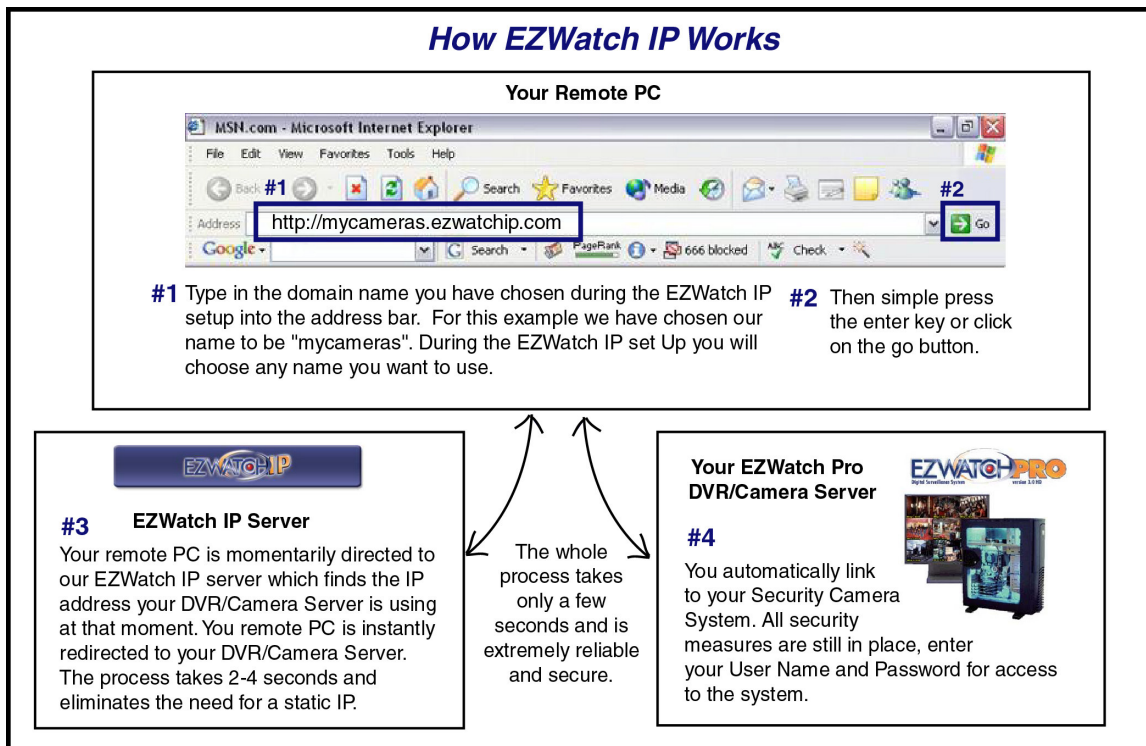 How EZWatch IP Works
Your Remote PC
MSN.com - Microsoft Internet Explorer
File Edit View Favorites Tools Help
Back #1 Search Favorites Media #2
Address http://mycameras.ezwatchip.com Go
Google Search PageRank 666 blocked ABC Check
#1 Type in the domain name you have chosen during the EZWatch IP
setup into the address bar. For this example we have chosen our
name to be "mycameras". During the EZWatch IP set Up you will
choose any name you want to use.
#2 Then simple press
the enter key or click
on the go button.
EZWATCH IP
#3 EZWatch IP Server
Your remote PC is momentarily directed to
our EZWatch IP server which finds the IP
address your DVR/Camera Server is using
at that moment. You remote PC is instantly
redirected to your DVR/Camera Server.
The process takes 2-4 seconds and
eliminates the need for a static IP.
The whole
process takes
only a few
seconds and is
extremely reliable
and secure.
Your EZWatch Pro
DVR/Camera Server
EZWATCH PRO
Digital Surveillance System version 3.0 HD
#4
You automatically link
to your Security Camera
System. All security
measures are still in place, enter
your User Name and Password for access
to the system.